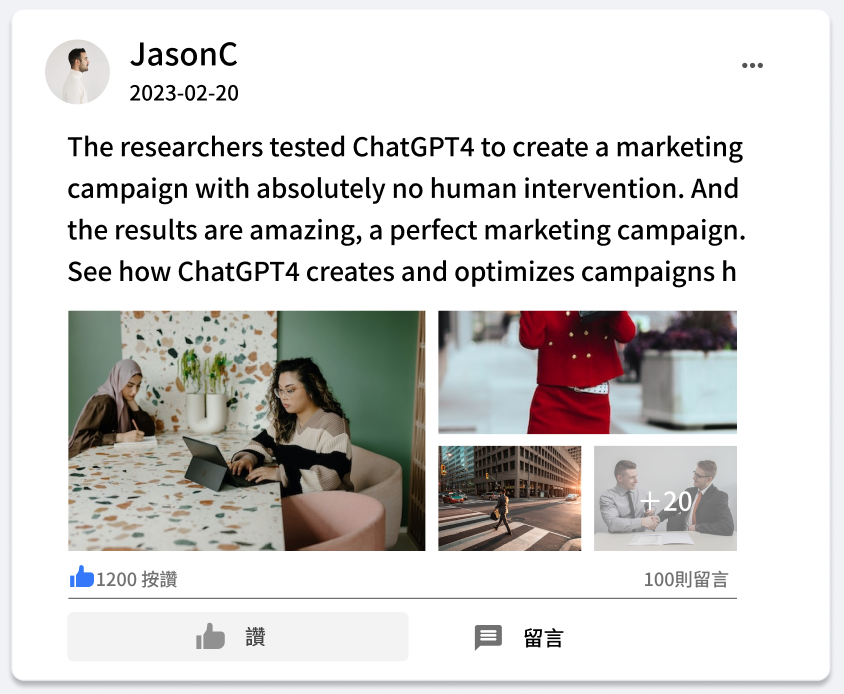 JasonC
2023-02-20
The researchers tested ChatGPT4 to create a marketing
campaign with absolutely no human intervention. And
the results are amazing, a perfect marketing campaign.
See how ChatGPT4 creates and optimizes campaigns h
+20
1200 按讚
100則留言
讚
留言